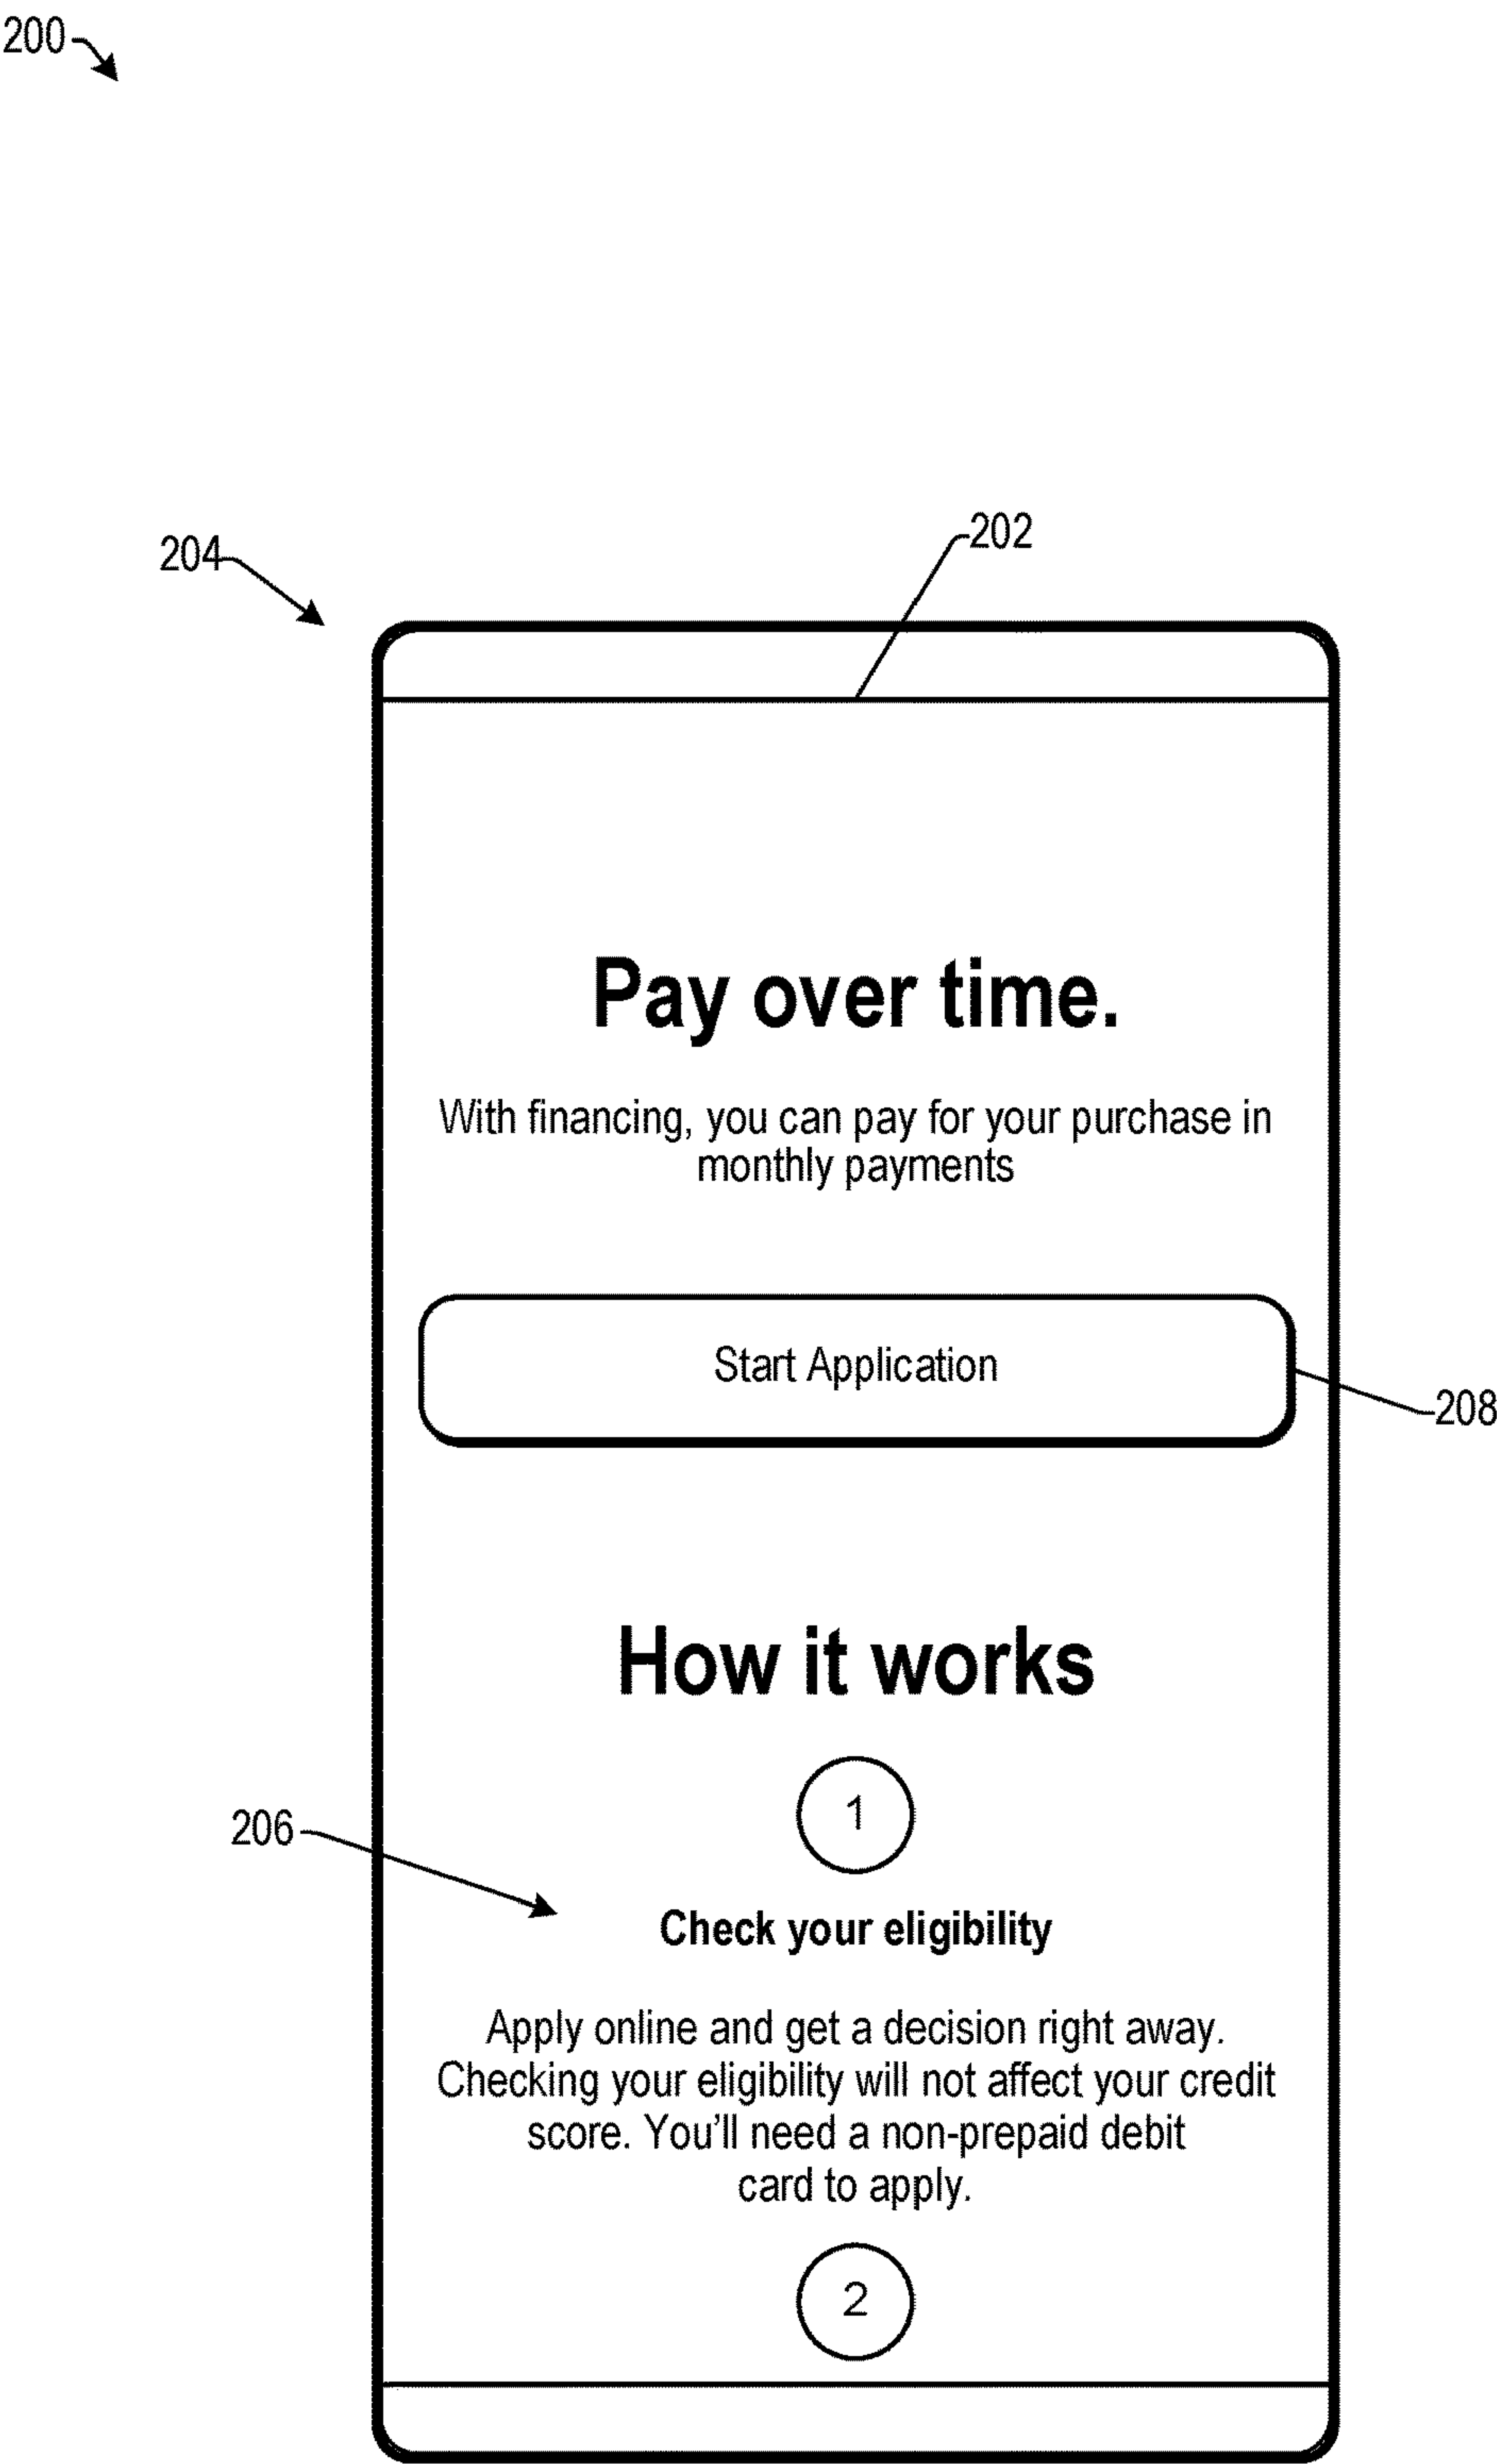 200
202
204
Pay over time.
With financing, you can pay for your purchase in
monthly payments
Start Application
208
How it works
1
206
Check your eligibility
Apply online and get a decision right away.
Checking your eligibility will not affect your credit
score. You'll need a non-prepaid debit
card to apply.
2